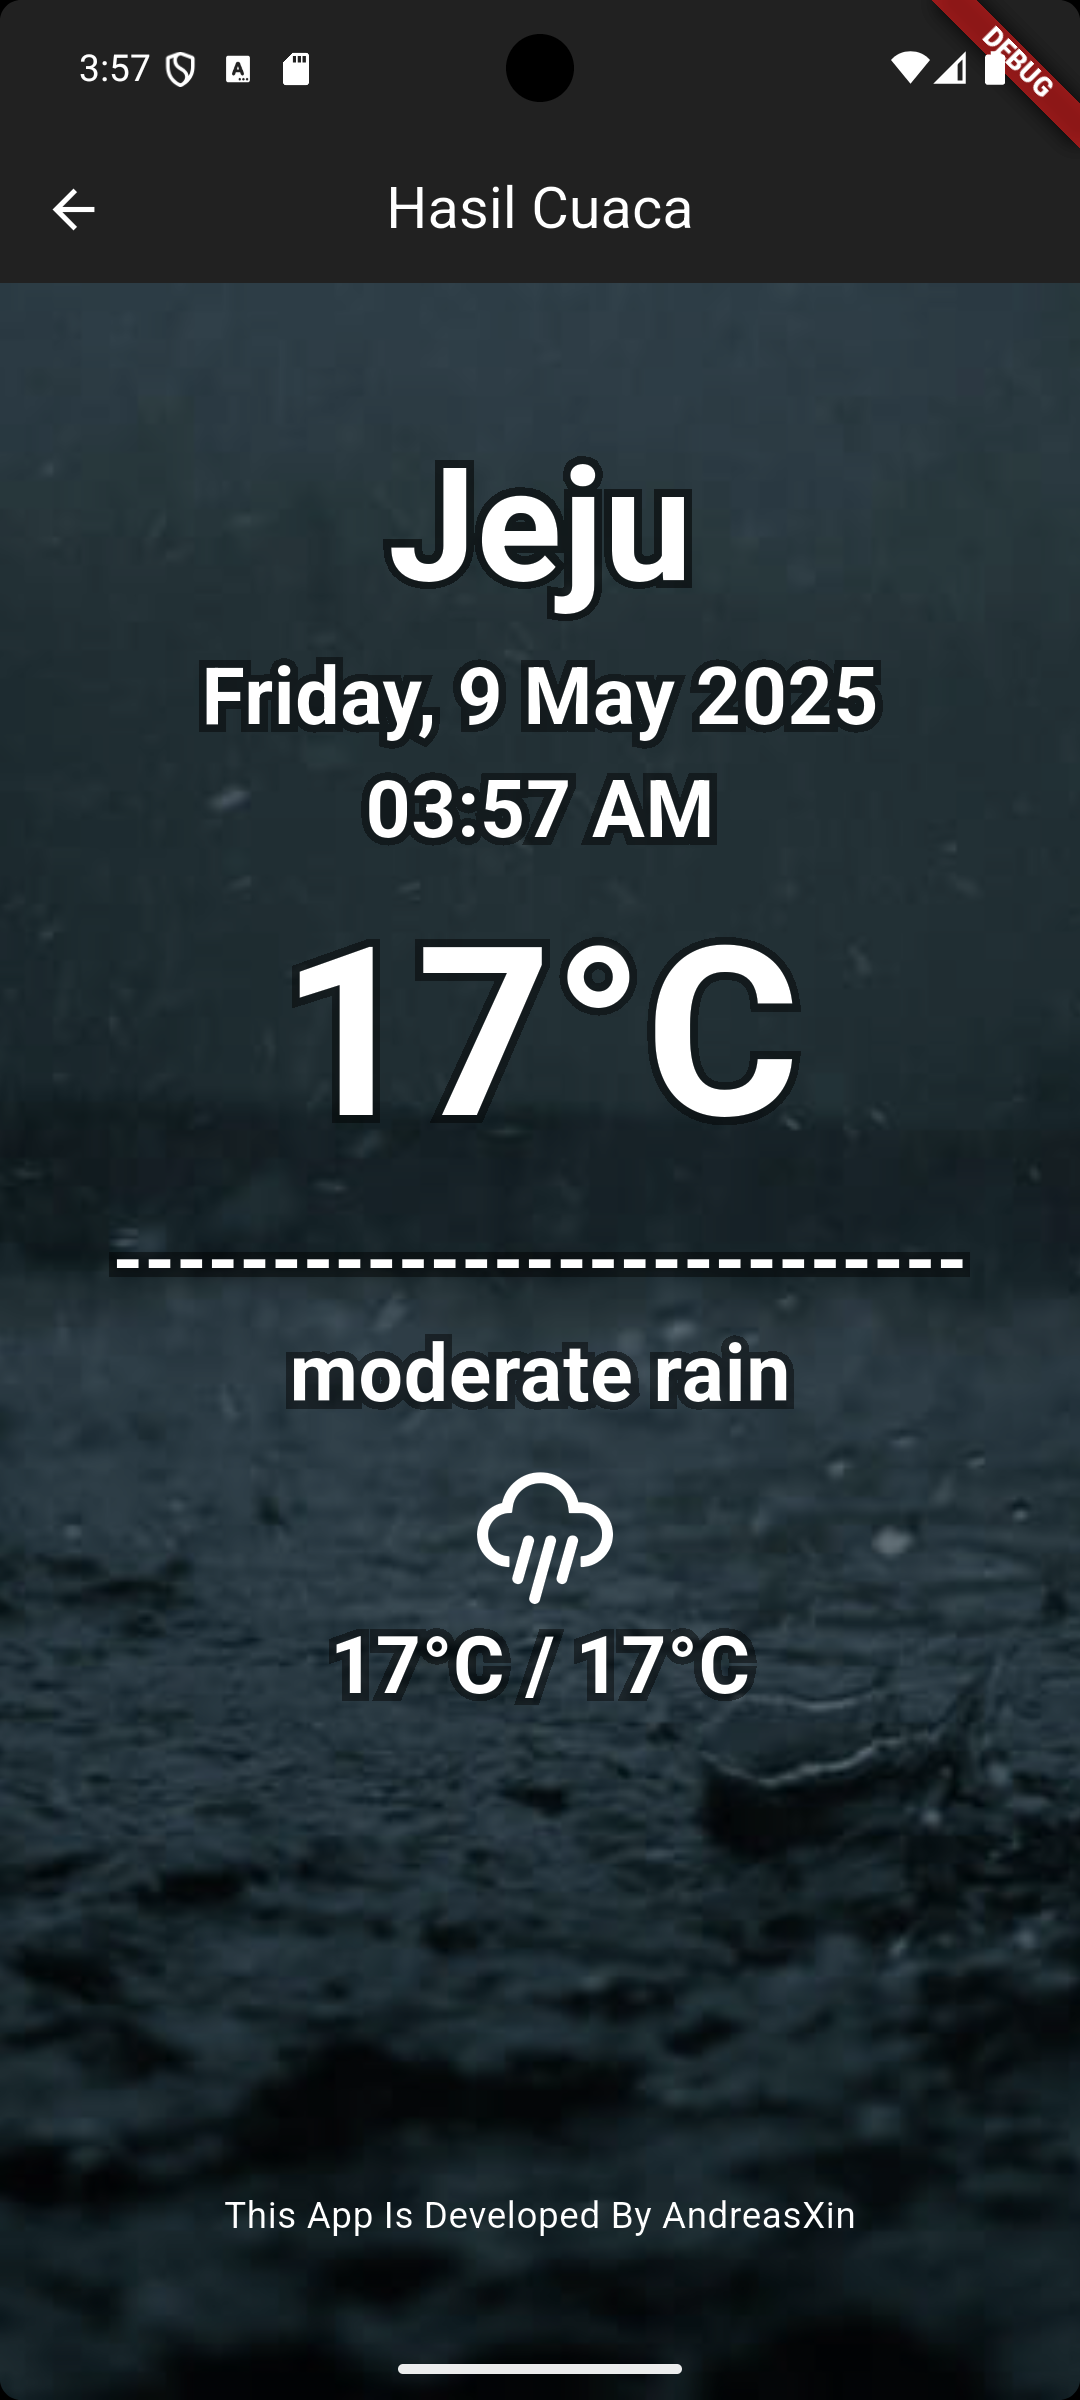 3:57
DEBUG
Hasil Cuaca
Jeju
Friday, 9 May 2025
03:57 AM
17°C
---------------------------
moderate rain
17°C / 17°C
This App Is Developed By AndreasXin